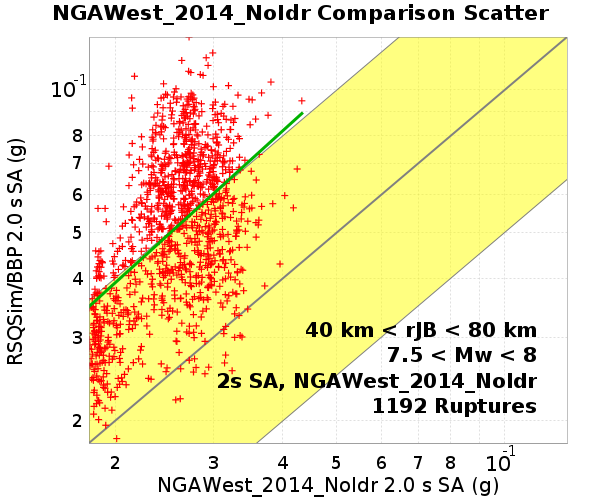 NGAWest_2014_NoIdr Comparison Scatter
RSQSim/BBP 2.0 s SA (g)
10^-1
8
7
6
5
4
3
2
40 km < rJB < 80 km
7.5 < Mw < 8
2s SA, NGAWest_2014_NoIdr
1192 Ruptures
2 3 4 5 6 7 8 10^-1
NGAWest_2014_NoIdr 2.0 s SA (g)